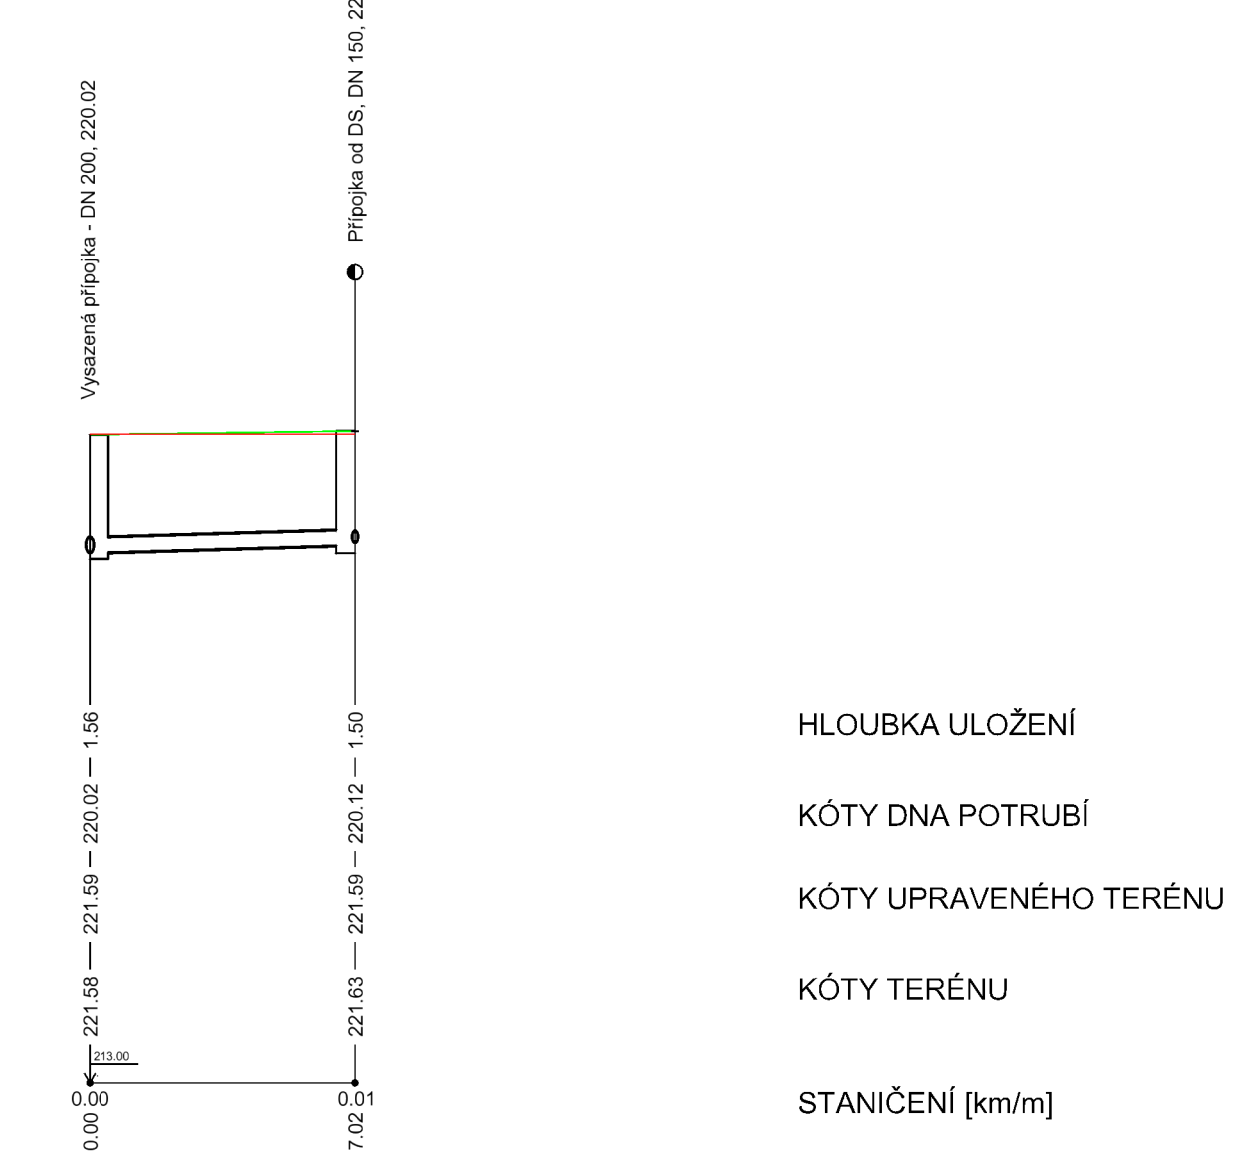 Vysazená přípojka - DN 200, 220.02
Přípojka od DS, DN 150, 22
1.56
1.50
HLOUBKA ULOŽENÍ
220.02
220.12
KÓTY DNA POTRUBÍ
221.59
221.59
KÓTY UPRAVENÉHO TERÉNU
221.58
221.63
KÓTY TERÉNU
213.00
0.00
0.01
STANIČENÍ [km/m]
0.00
7.02